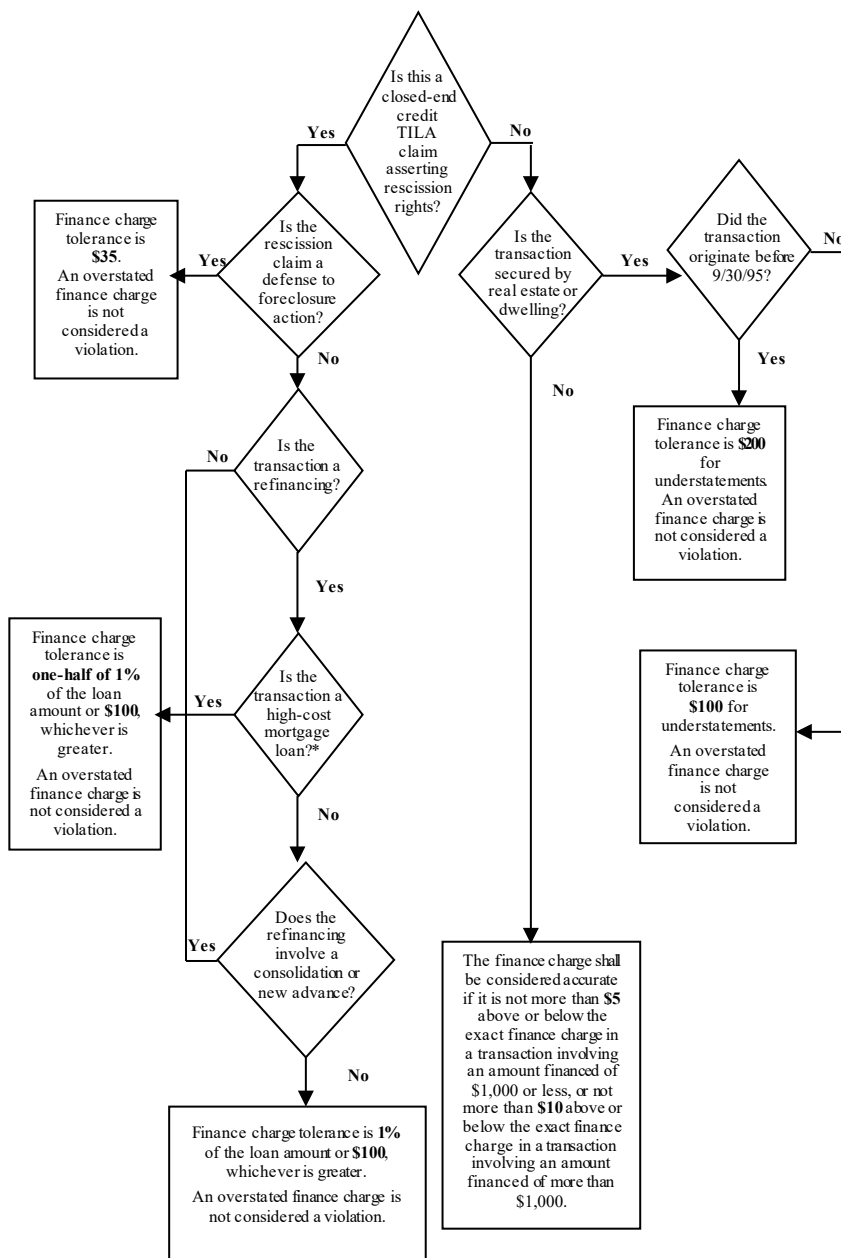 Is this a
closed-end
credit
TILA
claim
asserting
rescission
rights?
Yes
No
Is the
rescission
claim a
defense to
foreclosure
action?
Yes
No
Finance charge
tolerance is
$35.
An overstated
finance charge
is not
considered a
violation.
Is the
transaction
secured by
real estate or
dwelling?
Yes
No
Did the
transaction
originate before
9/30/95?
No
Yes
Finance charge
tolerance is $200
for
understatements.
An overstated
finance charge is
not considered a
violation.
Is the
transaction a
refinancing?
No
Yes
Finance charge
tolerance is
one-half of 1%
of the loan
amount or $100,
whichever is
greater.
An overstated
finance charge is
not considered a
violation.
Is the
transaction a
high-cost
mortgage
loan?*
Yes
No
Finance charge
tolerance is
$100 for
understatements.
An overstated
finance charge
is not
considered a
violation.
Does the
refinancing
involve a
consolidation or
new advance?
Yes
No
The finance charge shall
be considered accurate
if it is not more than $5
above or below the
exact finance charge in
a transaction involving
an amount financed of
$1,000 or less, or not
more than $10 above or
below the exact finance
charge in a transaction
involving an amount
financed of more than
$1,000.
Finance charge tolerance is 1%
of the loan amount or $100,
whichever is greater.
An overstated finance charge is
not considered a violation.